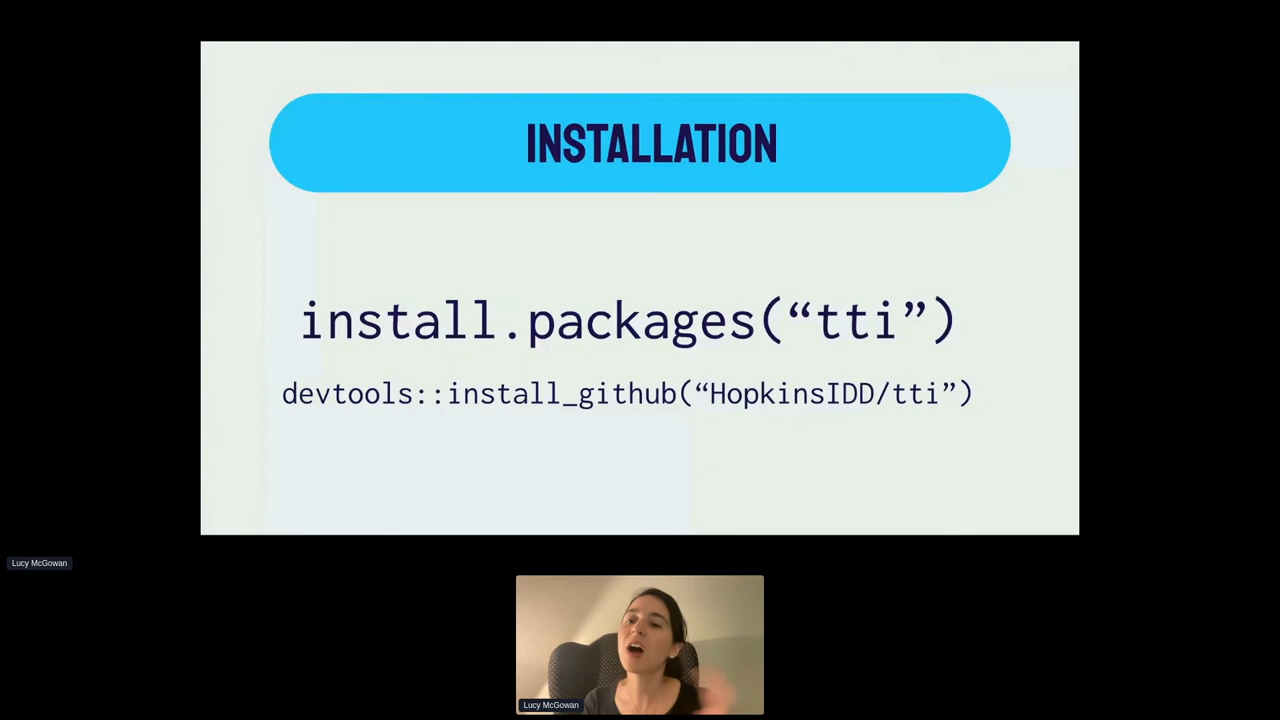 INSTALLATION
install.packages(“tti”)
devtools::install_github(“HopkinsIDD/tti”)
Lucy McGowan
Lucy McGowan